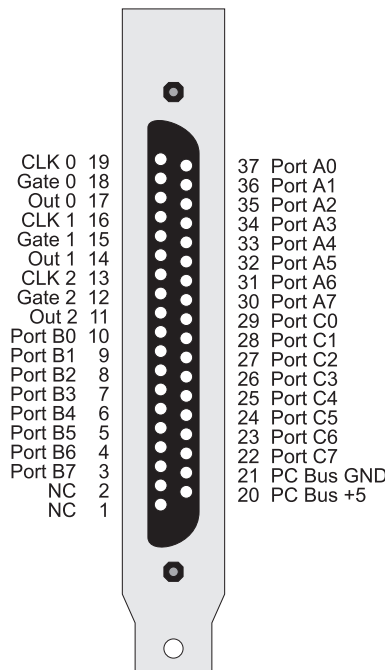 CLK 0 19
Gate 0 18
Out 0 17
CLK 1 16
Gate 1 15
Out 1 14
CLK 2 13
Gate 2 12
Out 2 11
Port B0 10
Port B1 9
Port B2 8
Port B3 7
Port B4 6
Port B5 5
Port B6 4
Port B7 3
NC 2
NC 1
37 Port A0
36 Port A1
35 Port A2
34 Port A3
33 Port A4
32 Port A5
31 Port A6
30 Port A7
29 Port C0
28 Port C1
27 Port C2
26 Port C3
25 Port C4
24 Port C5
23 Port C6
22 Port C7
21 PC Bus GND
20 PC Bus +5